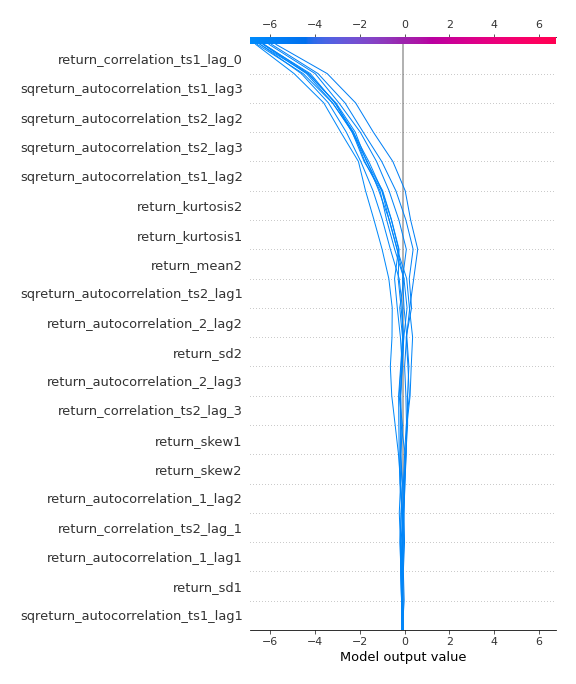 −6 −4 −2 0 2 4 6
return_correlation_ts1_lag_0
sqreturn_autocorrelation_ts1_lag3
sqreturn_autocorrelation_ts2_lag2
sqreturn_autocorrelation_ts2_lag3
sqreturn_autocorrelation_ts1_lag2
return_kurtosis2
return_kurtosis1
return_mean2
sqreturn_autocorrelation_ts2_lag1
return_autocorrelation_2_lag2
return_sd2
return_autocorrelation_2_lag3
return_correlation_ts2_lag_3
return_skew1
return_skew2
return_autocorrelation_1_lag2
return_correlation_ts2_lag_1
return_autocorrelation_1_lag1
return_sd1
sqreturn_autocorrelation_ts1_lag1
−6 −4 −2 0 2 4 6
Model output value